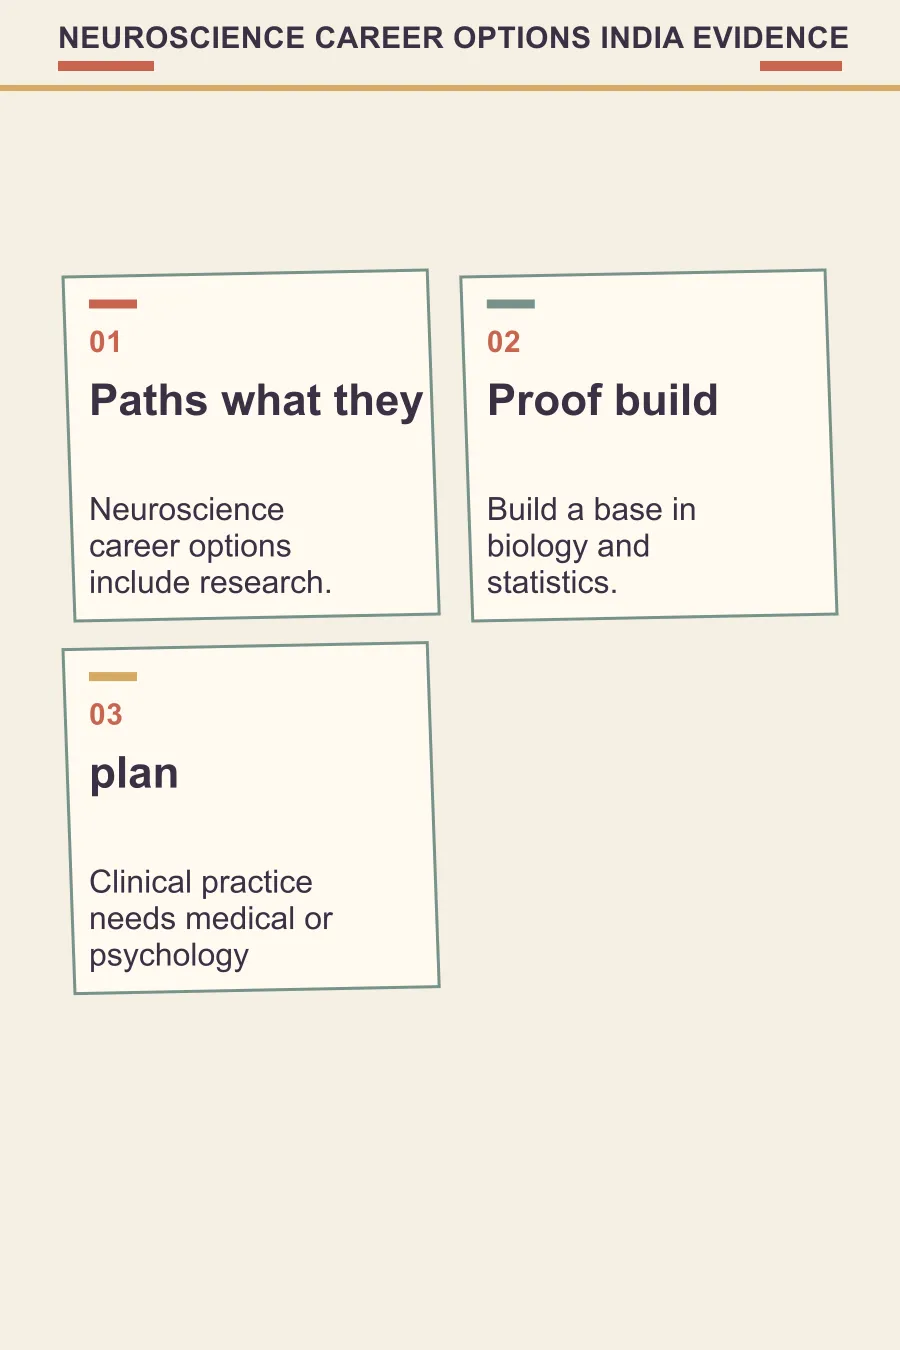 NEUROSCIENCE CAREER OPTIONS INDIA EVIDENCE
01
Paths what they
Neuroscience
career options
include research.
02
Proof build
Build a base in
biology and
statistics.
03
plan
Clinical practice
needs medical or
psychology